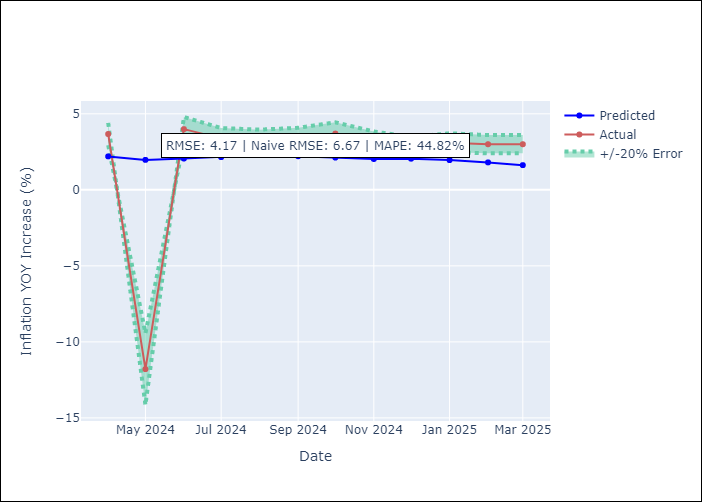 Predicted
Actual
+/-20% Error
RMSE: 4.17 | Naive RMSE: 6.67 | MAPE: 44.82%
Inflation YOY Increase (%)
5
0
−5
−10
−15
May 2024 Jul 2024 Sep 2024 Nov 2024 Jan 2025 Mar 2025
Date